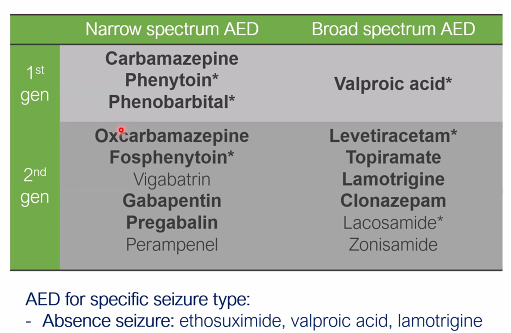 Narrow spectrum AED Broad spectrum AED
1st gen
Carbamazepine
Phenytoin*
Phenobarbital*
Valproic acid*
2nd gen
Oxcarbamazepine
Fosphenytoin*
Vigabatrin
Gabapentin
Pregabalin
Perampenel
Levetiracetam*
Topiramate
Lamotrigine
Clonazepam
Lacosamide*
Zonisamide
AED for specific seizure type:
- Absence seizure: ethosuximide, valproic acid, lamotrigine